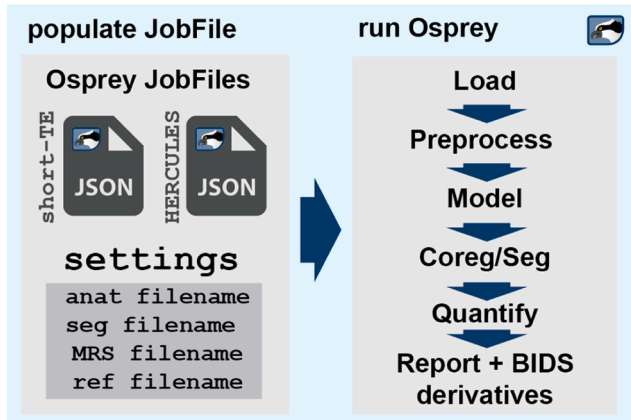 populate JobFile
Osprey JobFiles
short-TE
JSON
HERCULES
JSON
settings
anat filename
seg filename
MRS filename
ref filename
run Osprey
Load
Preprocess
Model
Coreg/Seg
Quantify
Report + BIDS
derivatives